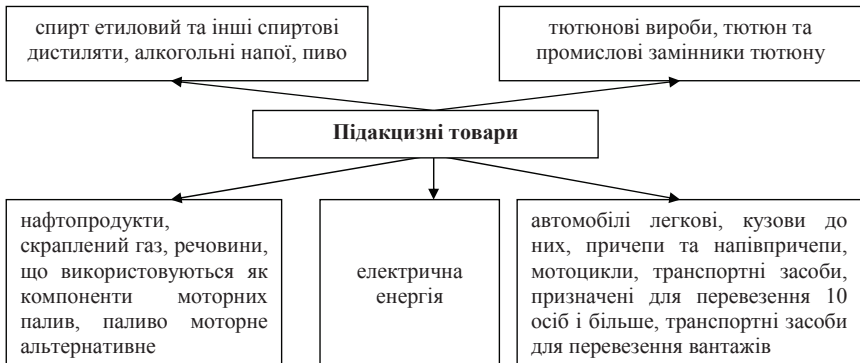 спирт етиловий та інші спиртові
дистиляти, алкогольні напої, пиво
тютюнові вироби, тютюн та
промислові замінники тютюну
Підакцизні товари
нафтопродукти,
скраплений газ, речовини,
що використовуються як
компоненти моторних
палив, паливо моторне
альтернативне
електрична
енергія
автомобілі легкові, кузови до
них, причепи та напівпричепи,
мотоцикли, транспортні засоби,
призначені для перевезення 10
осіб і більше, транспортні засоби
для перевезення вантажів